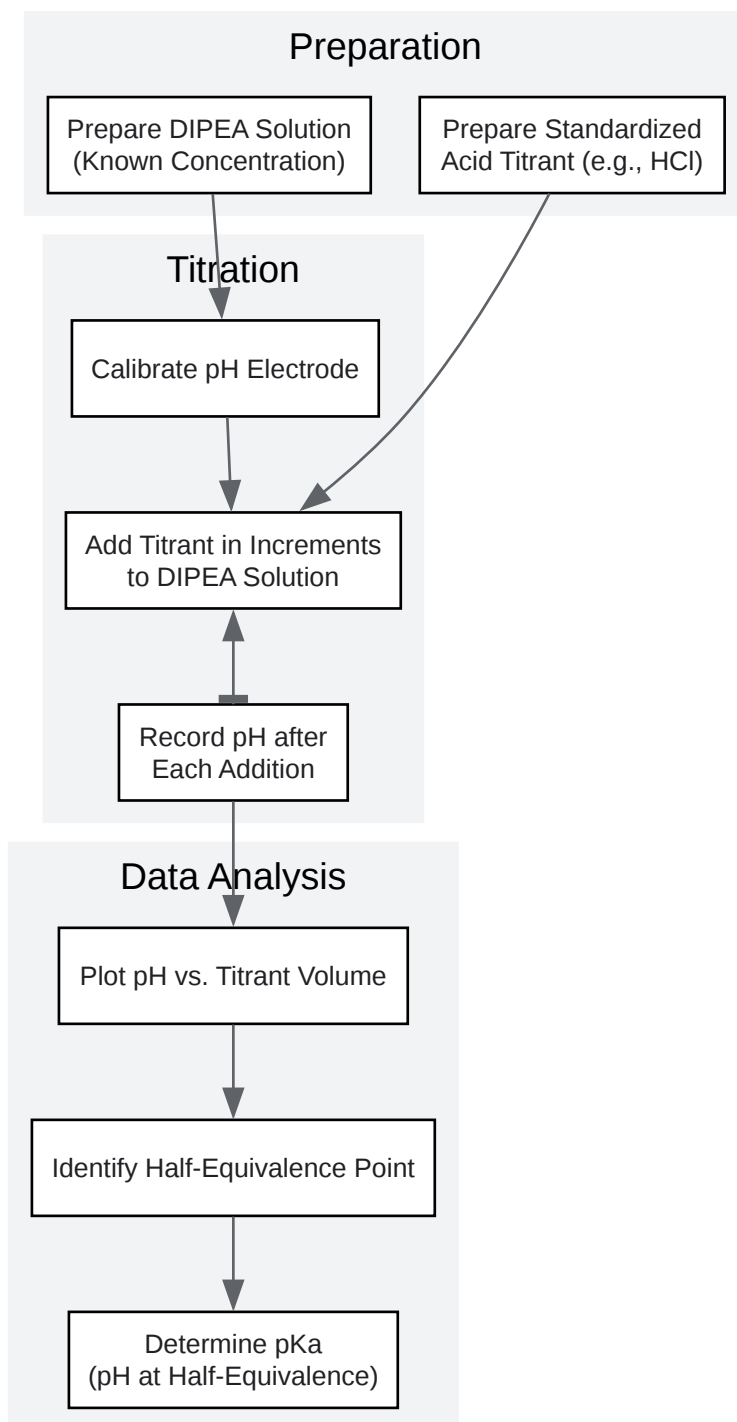 Preparation
Prepare DIPEA Solution
(Known Concentration)
Prepare Standardized
Acid Titrant (e.g., HCl)
Titration
Calibrate pH Electrode
Add Titrant in Increments
to DIPEA Solution
Record pH after
Each Addition
Data Analysis
Plot pH vs. Titrant Volume
Identify Half-Equivalence Point
Determine pKa
(pH at Half-Equivalence)